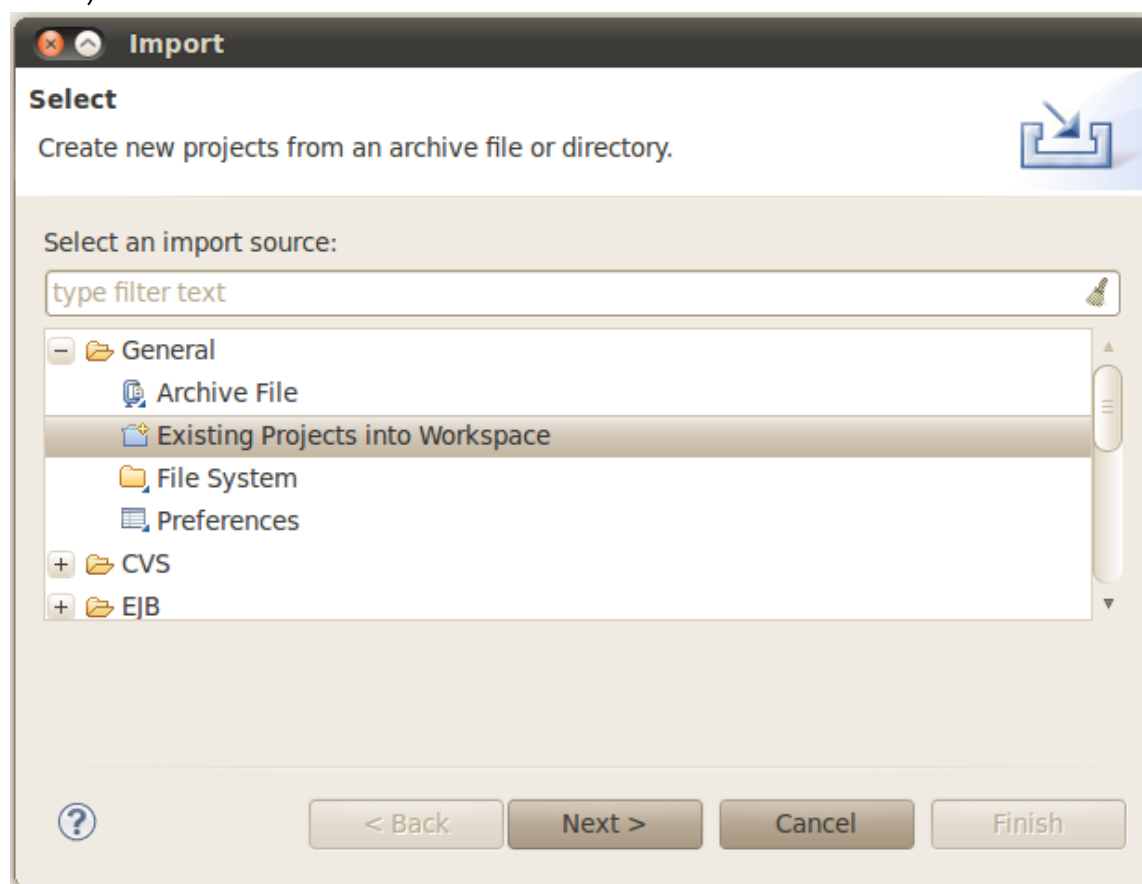 Import
Select
Create new projects from an archive file or directory.
Select an import source:
type filter text
General
Archive File
Existing Projects into Workspace
File System
Preferences
CVS
EJB
< Back Next > Cancel Finish